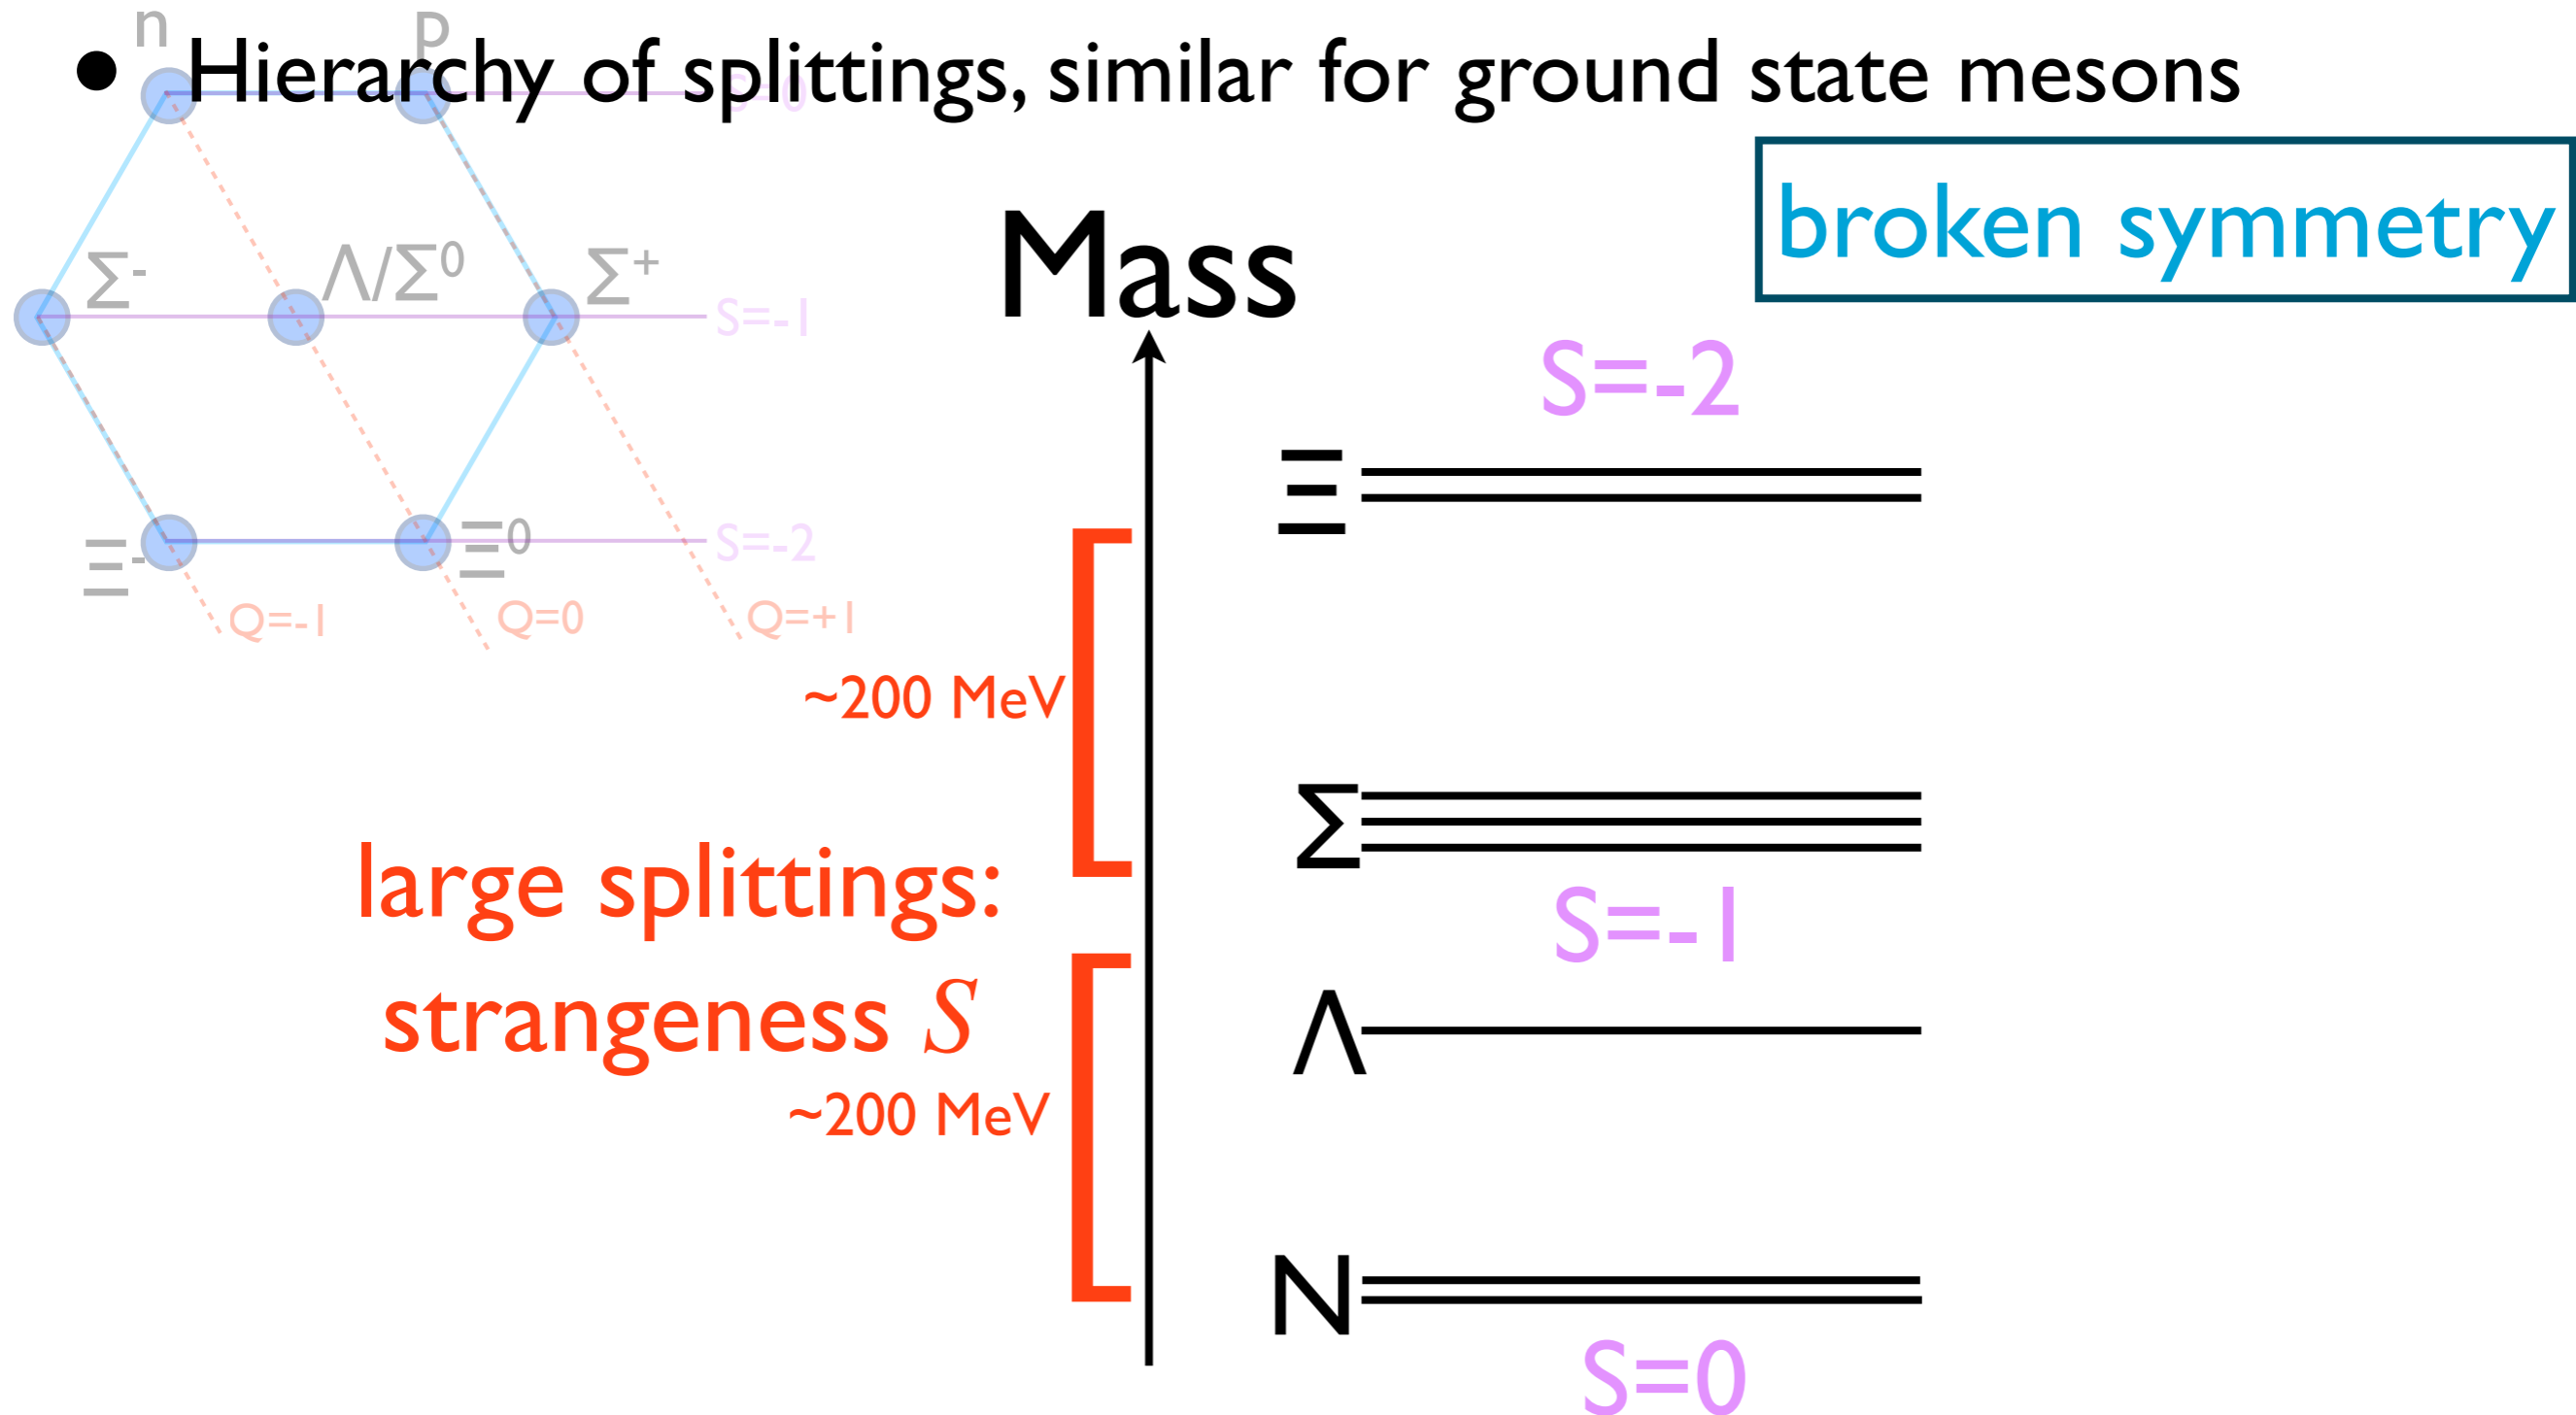 n p
• Hierarchy of splittings, similar for ground state mesons
S=0
broken symmetry
Mass
Σ- Λ/Σ0 Σ+
S=-1
S=-2
Ξ
Ξ- Ξ0 S=-2
Q=-1 Q=0 Q=+1
~200 MeV
Σ
large splittings:
S=-1
strangeness S
Λ
~200 MeV
N
S=0